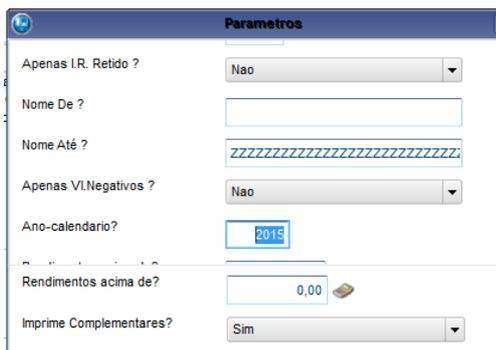 Parametros
Apenas I.R. Retido ? Nao
Nome De ?
Nome Até ? ZZZZZZZZZZZZZZZZZZZZZZZZZZZ
Apenas Vl.Negativos ? Nao
Ano-calendario? 2015
Rendimentos acima de? 0,00
Imprime Complementares? Sim